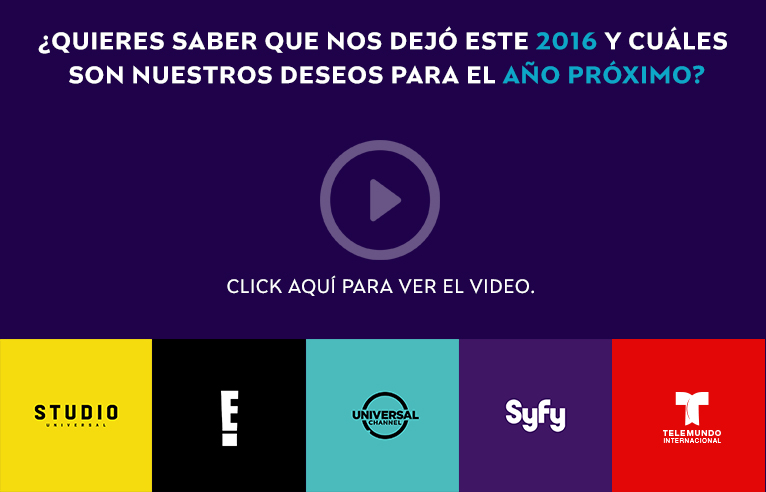 ¿QUIERES SABER QUE NOS DEJÓ ESTE 2016 Y CUÁLES
SON NUESTROS DESEOS PARA EL AÑO PRÓXIMO?
CLICK AQUÍ PARA VER EL VIDEO.
STUDIO
UNIVERSAL
E!
UNIVERSAL
CHANNEL
Syfy
T
TELEMUNDO
INTERNACIONAL